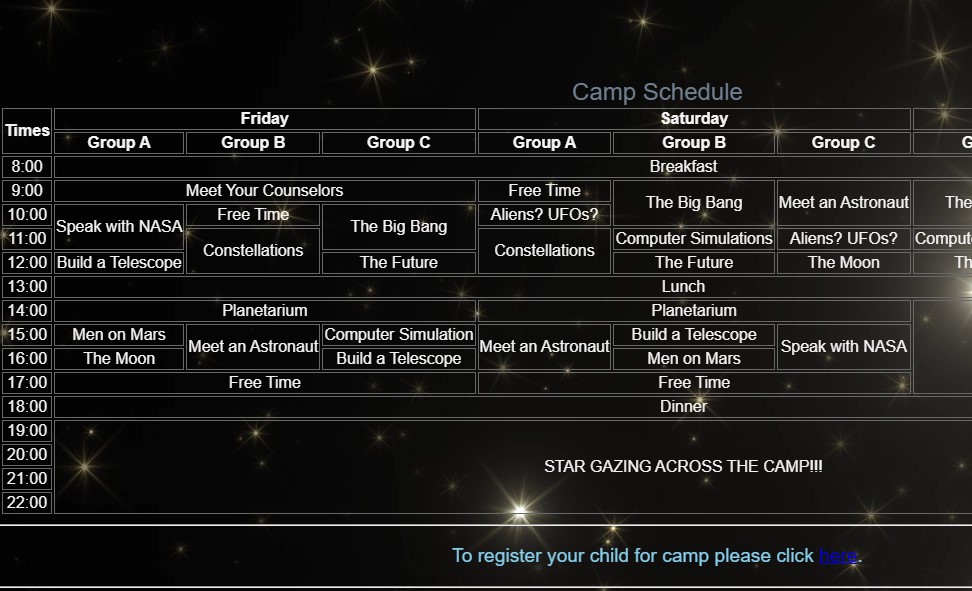 Camp Schedule
Times Friday Saturday
Group A Group B Group C Group A Group B Group C G
8:00 Breakfast
9:00 Meet Your Counselors Free Time The Big Bang Meet an Astronaut The
10:00 Speak with NASA Free Time The Big Bang Aliens? UFOs?
11:00 Constellations Constellations Computer Simulations Aliens? UFOs? Comput
12:00 Build a Telescope The Future The Future The Moon Th
13:00 Lunch
14:00 Planetarium Planetarium
15:00 Men on Mars Meet an Astronaut Computer Simulation Meet an Astronaut Build a Telescope Speak with NASA
16:00 The Moon Build a Telescope Men on Mars
17:00 Free Time Free Time
18:00 Dinner
19:00
20:00 STAR GAZING ACROSS THE CAMP!!!
21:00
22:00
To register your child for camp please click here.